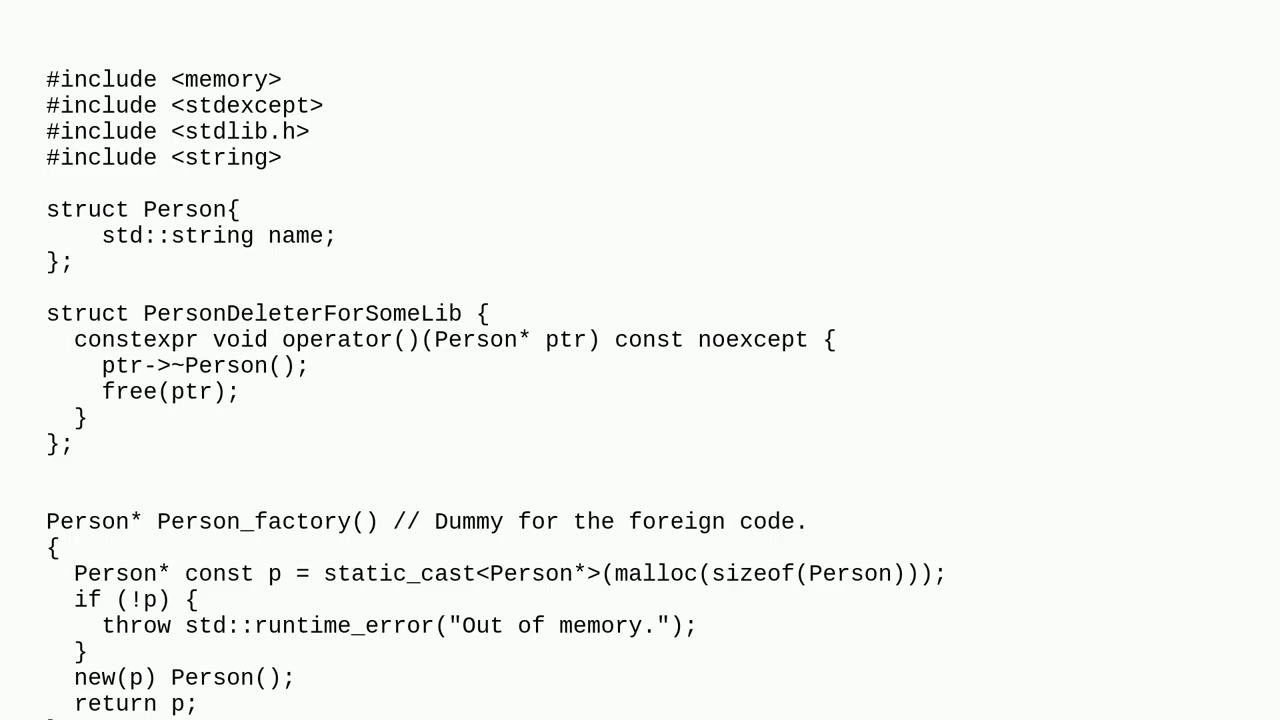 #include <memory>
#include <stdexcept>
#include <stdlib.h>
#include <string>
struct Person{
    std::string name;
};
struct PersonDeleterForSomeLib {
  constexpr void operator()(Person* ptr) const noexcept {
    ptr->~Person();
    free(ptr);
  }
};
Person* Person_factory() // Dummy for the foreign code.
{
  Person* const p = static_cast<Person*>(malloc(sizeof(Person)));
  if (!p) {
    throw std::runtime_error("Out of memory.");
  }
  new(p) Person();
  return p;